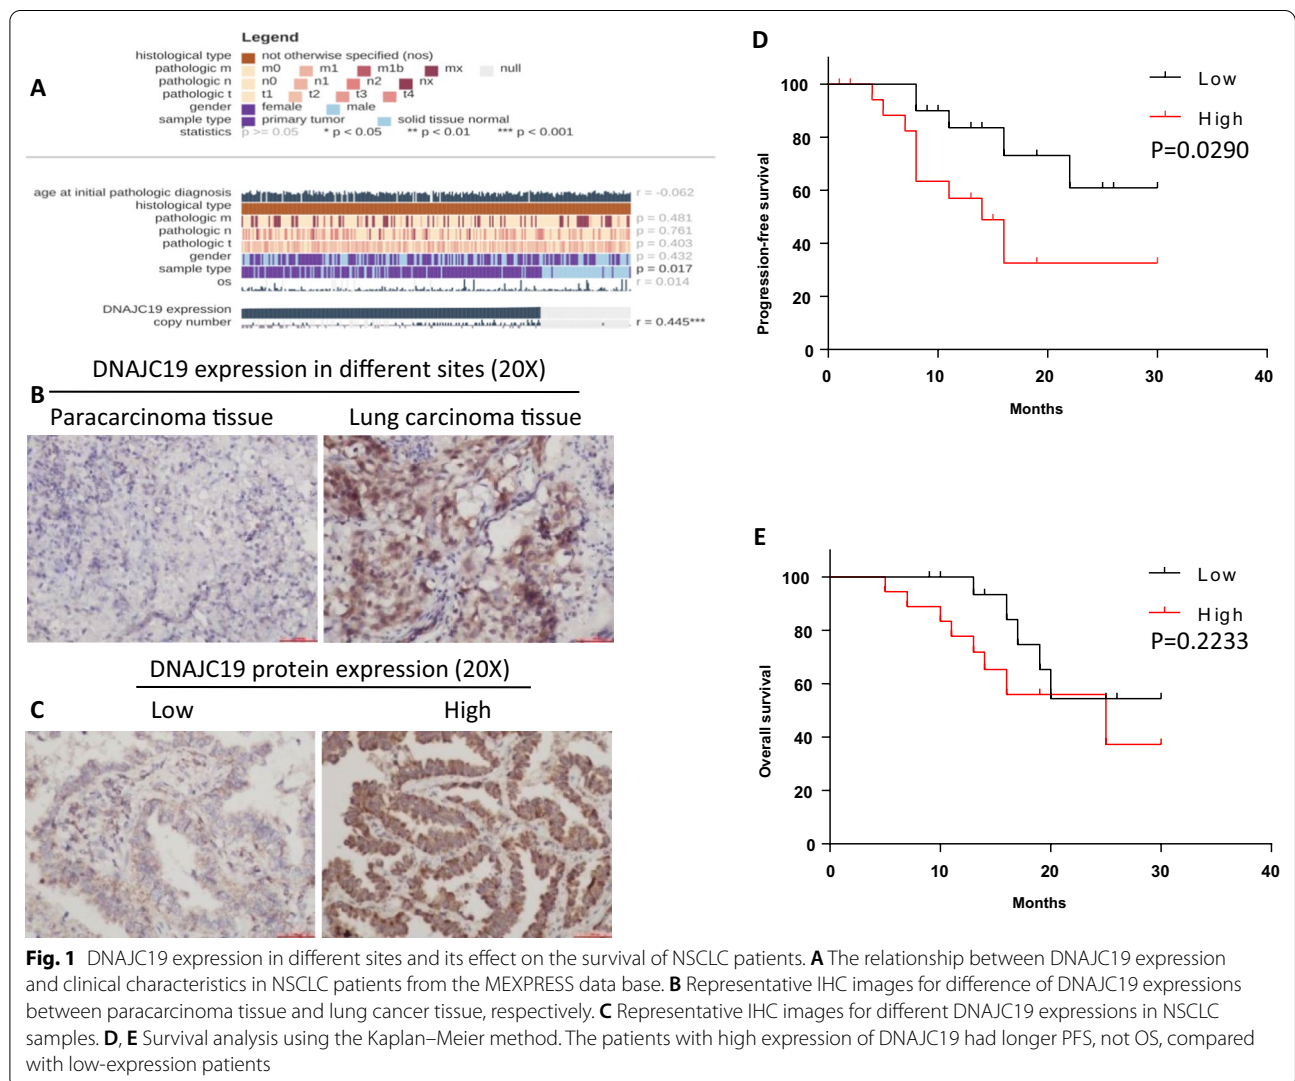 Legend
histological type not otherwise specified (nos)
pathologic m m0 m1 m1b mx null
pathologic n n0 n1 n2 nx
pathologic t t1 t2 t3 t4
gender female male
sample type primary tumor solid tissue normal
statistics p >= 0.05 * p < 0.05 ** p < 0.01 *** p < 0.001
A
age at initial pathologic diagnosis r = -0.062
histological type
pathologic m p = 0.481
pathologic n p = 0.761
pathologic t p = 0.403
gender p = 0.432
sample type p = 0.017
os r = 0.014
DNAJC19 expression
copy number r = 0.445***
DNAJC19 expression in different sites (20X)
B
Paracarcinoma tissue Lung carcinoma tissue
DNAJC19 protein expression (20X)
C
Low High
D
Low
High
P=0.0290
Progression-free survival
100
80
60
40
20
0
0 10 20 30 40
Months
E
Low
High
P=0.2233
Overall survival
100
80
60
40
20
0
0 10 20 30 40
Months
Fig. 1 DNAJC19 expression in different sites and its effect on the survival of NSCLC patients. A The relationship between DNAJC19 expression
and clinical characteristics in NSCLC patients from the MEXPRESS data base. B Representative IHC images for difference of DNAJC19 expressions
between paracarcinoma tissue and lung cancer tissue, respectively. C Representative IHC images for different DNAJC19 expressions in NSCLC
samples. D, E Survival analysis using the Kaplan–Meier method. The patients with high expression of DNAJC19 had longer PFS, not OS, compared
with low-expression patients